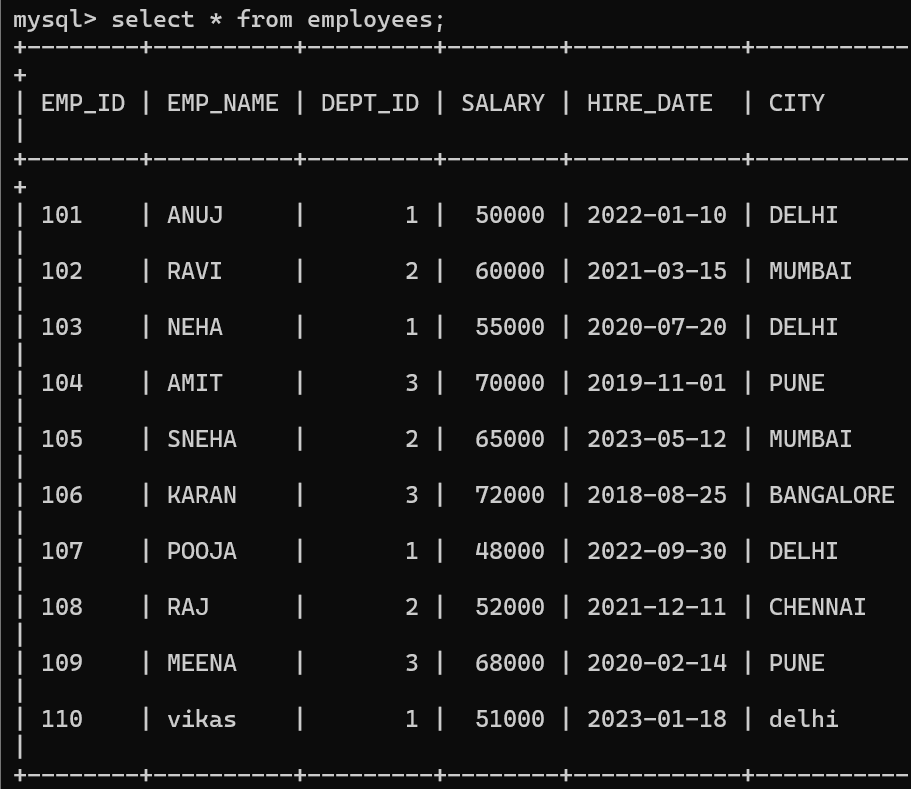 mysql> select * from employees;
+--------+----------+---------+--------+------------+-----------
+
| EMP_ID | EMP_NAME | DEPT_ID | SALARY | HIRE_DATE  | CITY
|
+--------+----------+---------+--------+------------+-----------
+
| 101    | ANUJ     |       1 |  50000 | 2022-01-10 | DELHI
|
| 102    | RAVI     |       2 |  60000 | 2021-03-15 | MUMBAI
|
| 103    | NEHA     |       1 |  55000 | 2020-07-20 | DELHI
|
| 104    | AMIT     |       3 |  70000 | 2019-11-01 | PUNE
|
| 105    | SNEHA    |       2 |  65000 | 2023-05-12 | MUMBAI
|
| 106    | KARAN    |       3 |  72000 | 2018-08-25 | BANGALORE
|
| 107    | POOJA    |       1 |  48000 | 2022-09-30 | DELHI
|
| 108    | RAJ      |       2 |  52000 | 2021-12-11 | CHENNAI
|
| 109    | MEENA    |       3 |  68000 | 2020-02-14 | PUNE
|
| 110    | vikas    |       1 |  51000 | 2023-01-18 | delhi
|
+--------+----------+---------+--------+------------+-----------